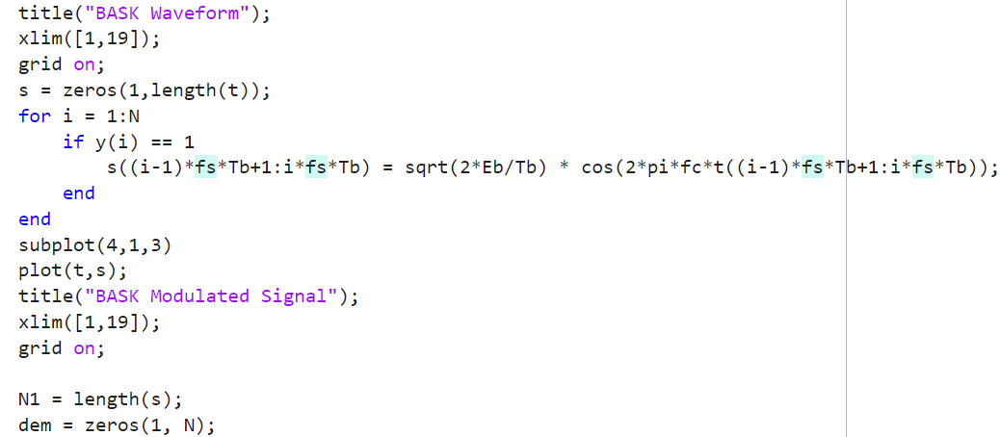 title("BASK Waveform");
xlim([1,19]);
grid on;
s = zeros(1,length(t));
for i = 1:N
    if y(i) == 1
        s((i-1)*fs*Tb+1:i*fs*Tb) = sqrt(2*Eb/Tb) * cos(2*pi*fc*t((i-1)*fs*Tb+1:i*fs*Tb));
    end
end
subplot(4,1,3)
plot(t,s);
title("BASK Modulated Signal");
xlim([1,19]);
grid on;

N1 = length(s);
dem = zeros(1, N);